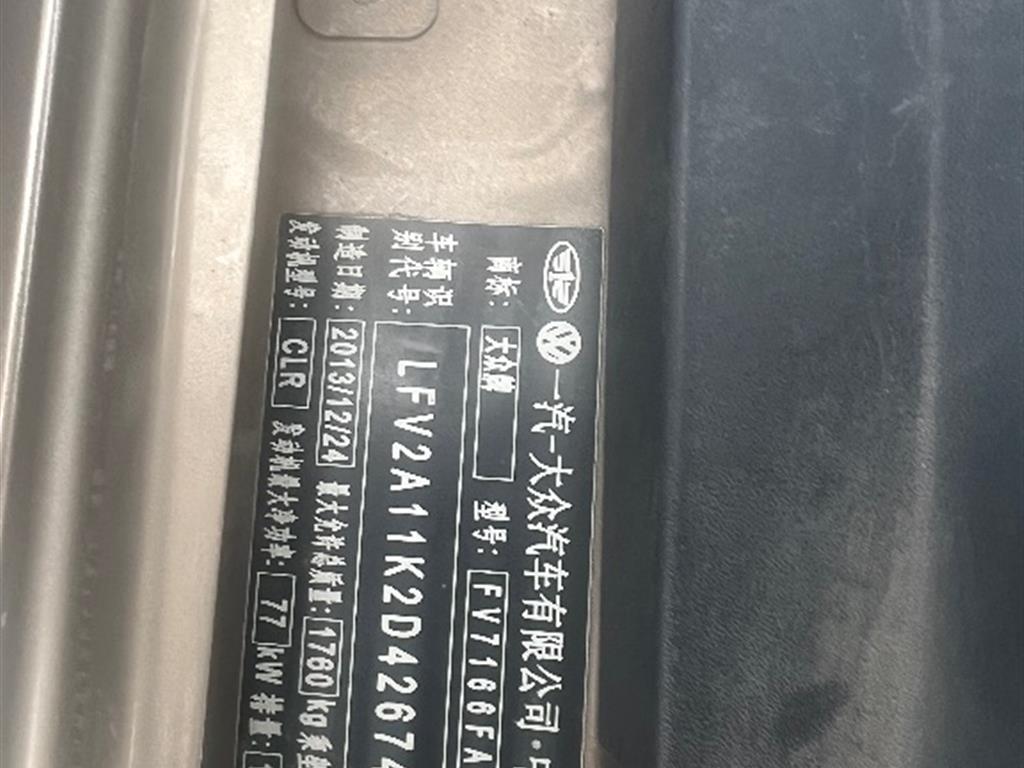 一汽-大众汽车有限公司·
商标: 大众牌 型号: FV7166FA
车辆识别代号: LFV2A11K2D42674
制造日期: 2013/12/24 最大允许总质量: 1760 kg 乘
发动机型号: CLR 发动机最大净功率: 77 kW 排量: